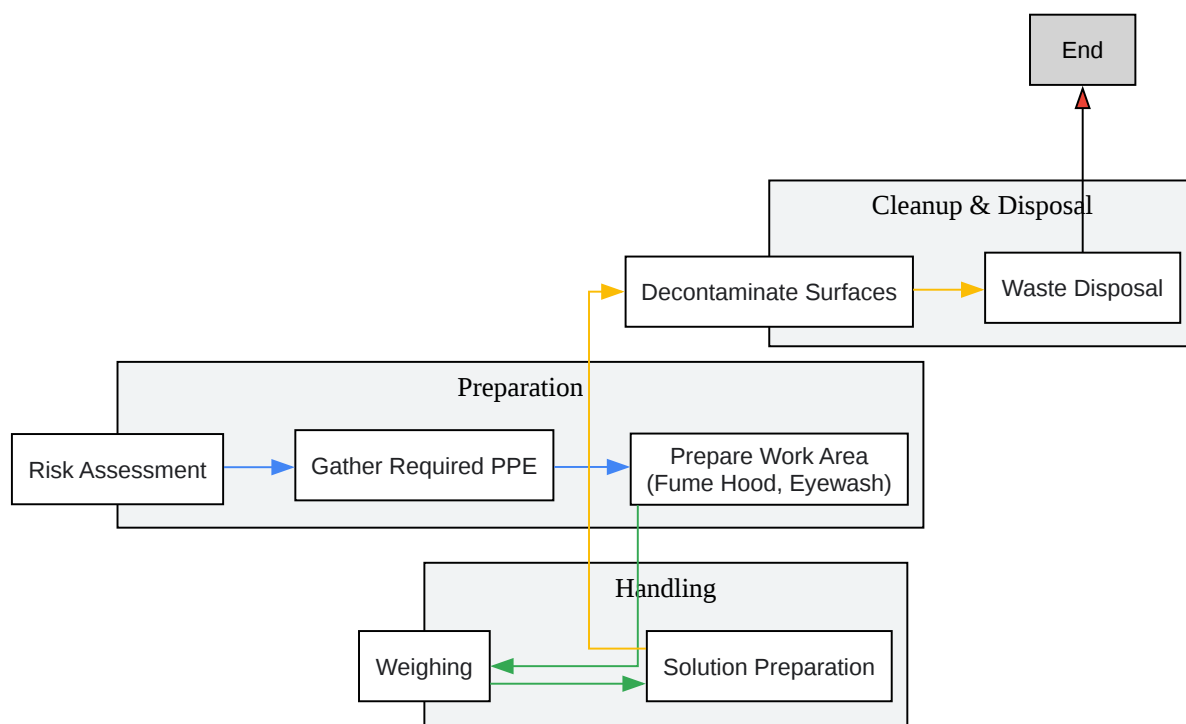 End
Cleanup & Disposal
Decontaminate Surfaces
Waste Disposal
Preparation
Risk Assessment
Gather Required PPE
Prepare Work Area
(Fume Hood, Eyewash)
Handling
Weighing
Solution Preparation